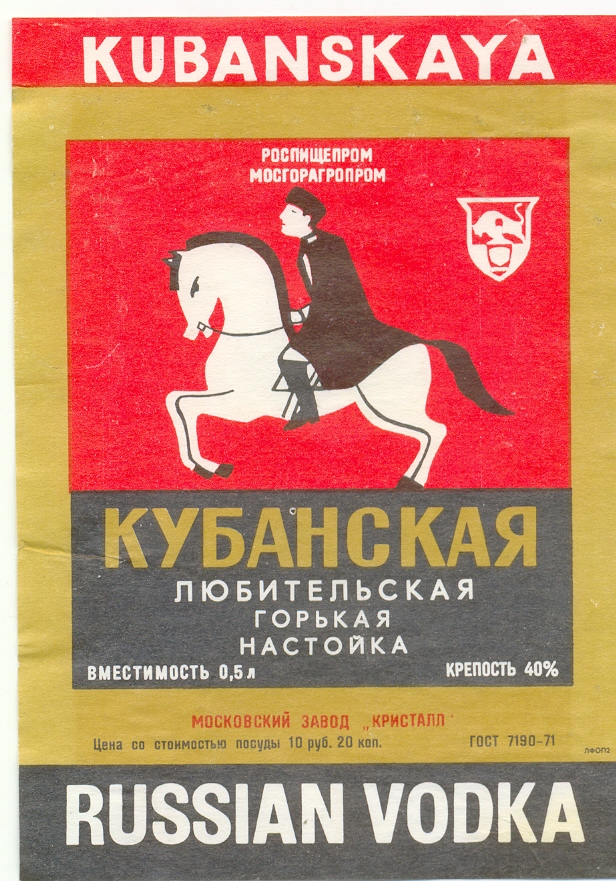 KUBANSKAYA
РОСПИЩЕПРОМ
МОСГОРАГРОПРОМ
КУБАНСКАЯ
ЛЮБИТЕЛЬСКАЯ
ГОРЬКАЯ
НАСТОЙКА
ВМЕСТИМОСТЬ 0,5 л КРЕПОСТЬ 40%
МОСКОВСКИЙ ЗАВОД „КРИСТАЛЛ"
Цена со стоимостью посуды 10 руб. 20 коп. ГОСТ 7190-71
ЛФОП2
RUSSIAN VODKA